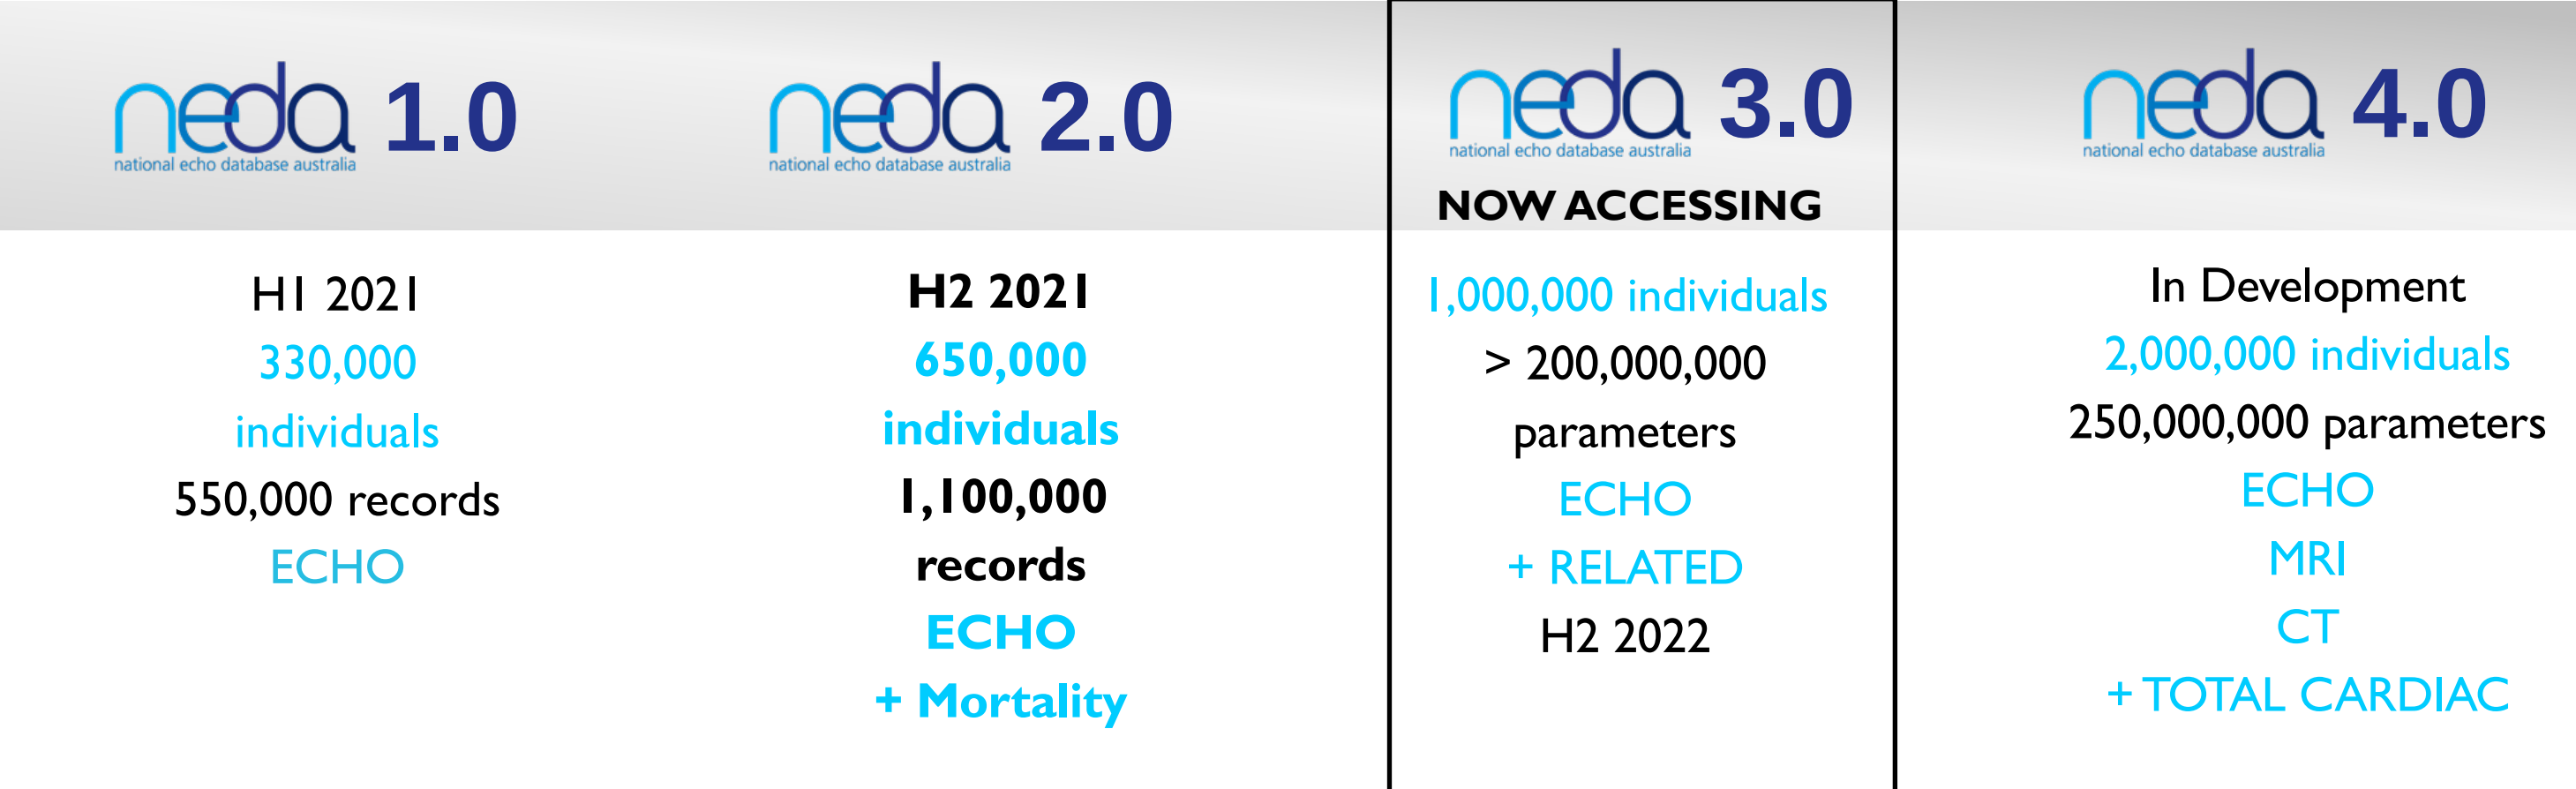 neda 1.0
national echo database australia
H1 2021
330,000
individuals
550,000 records
ECHO
neda 2.0
national echo database australia
H2 2021
650,000
individuals
1,100,000
records
ECHO
+ Mortality
neda 3.0
national echo database australia
NOW ACCESSING
1,000,000 individuals
> 200,000,000
parameters
ECHO
+ RELATED
H2 2022
neda 4.0
national echo database australia
In Development
2,000,000 individuals
250,000,000 parameters
ECHO
MRI
CT
+ TOTAL CARDIAC